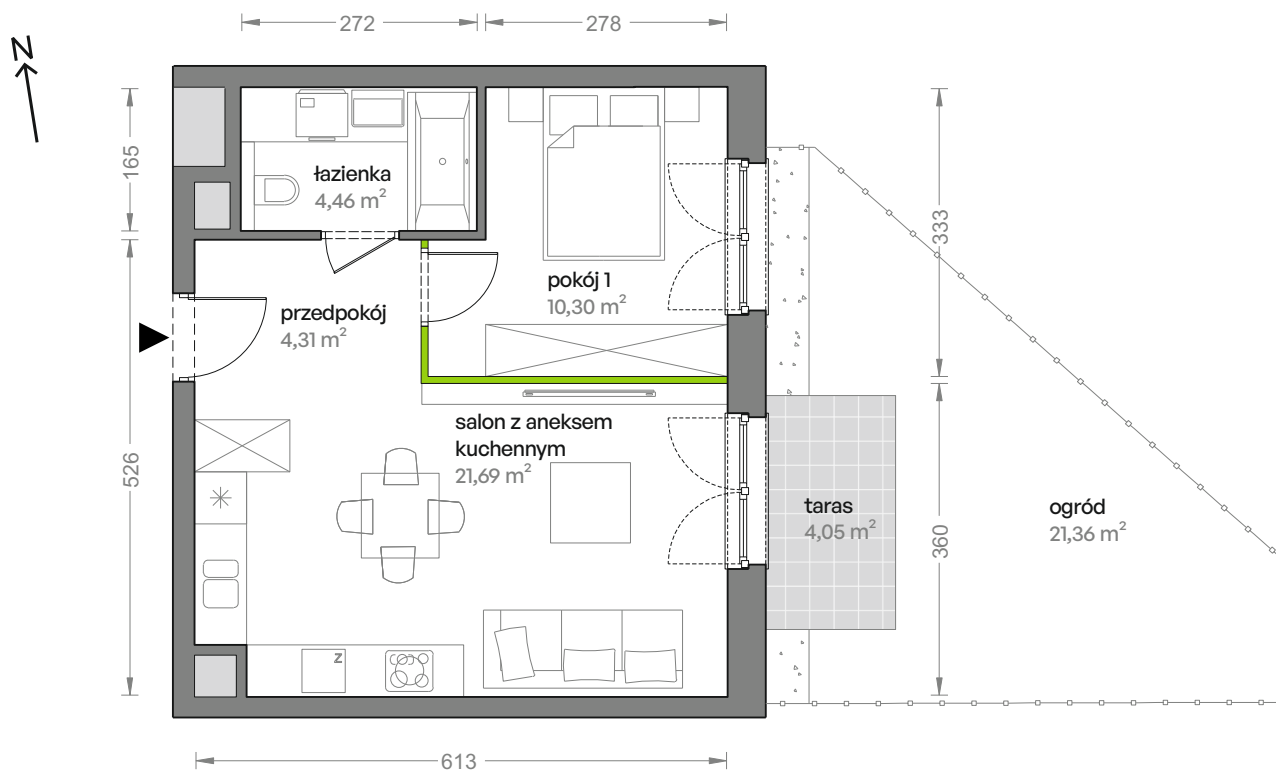 272
278
N
165
łazienka
4,46 m²
333
pokój 1
10,30 m²
przedpokój
4,31 m²
salon z aneksem
kuchennym
21,69 m²
526
taras
4,05 m²
ogród
21,36 m²
360
z
613